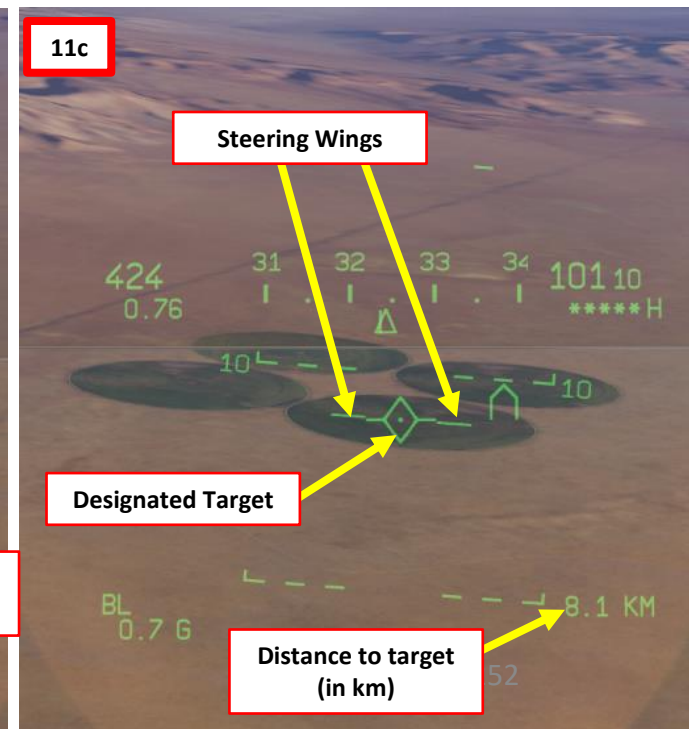 11c
Steering Wings
31 32 33 34
424
101 10
0.76
*****H
10
10
Designated Target
8.1 KM
BL
0.7 G
Distance to target
(in km)
52